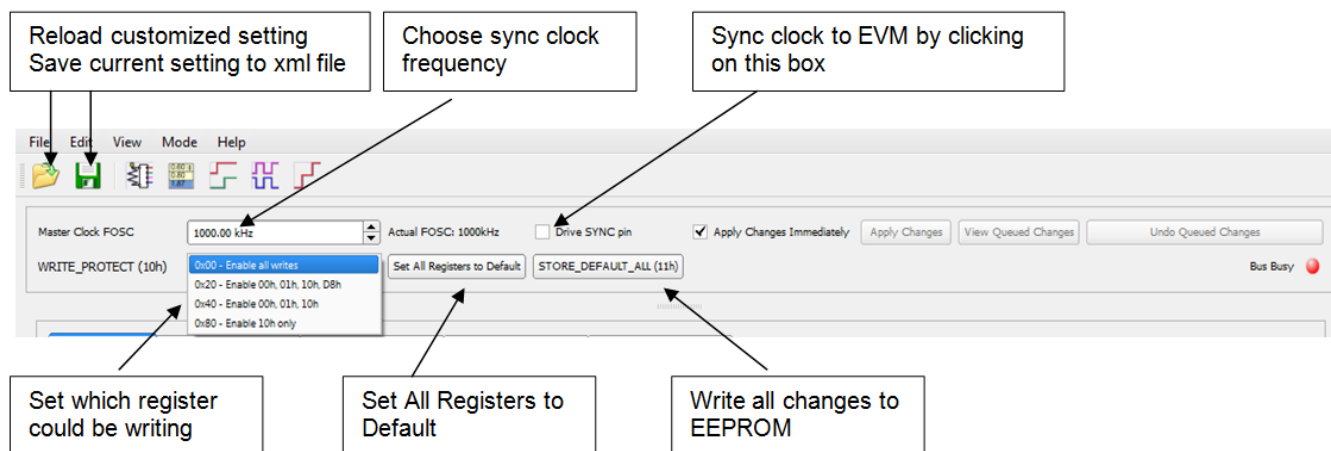 Reload customized setting
Save current setting to xml file
Choose sync clock
frequency
Sync clock to EVM by clicking
on this box
File Edit View Mode Help
Master Clock FOSC 1000.00 kHz Actual FOSC: 1000kHz Drive SYNC pin Apply Changes Immediately Apply Changes View Queued Changes Undo Queued Changes
WRITE_PROTECT (10h) 0x00 - Enable all writes Set All Registers to Default STORE_DEFAULT_ALL (11h) Bus Busy
0x20 - Enable 00h, 01h, 10h, D8h
0x40 - Enable 00h, 01h, 10h
0x80 - Enable 10h only
Set which register
could be writing
Set All Registers to
Default
Write all changes to
EEPROM